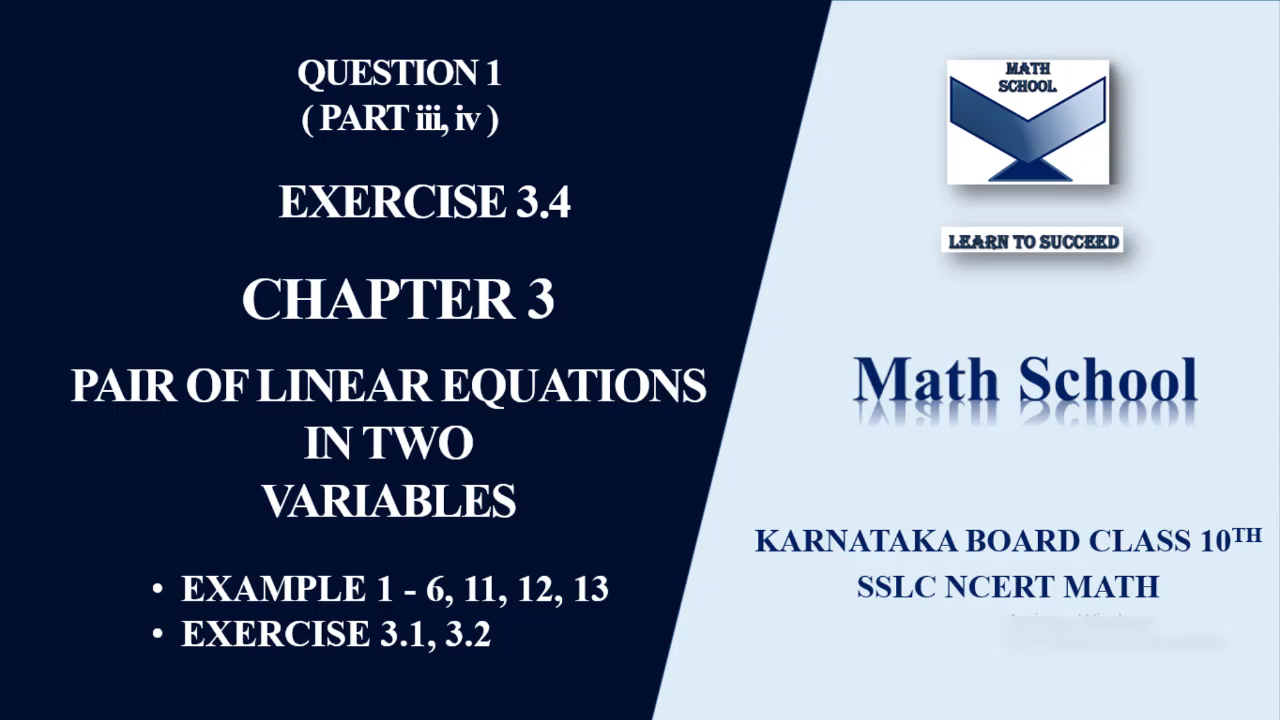 QUESTION 1
( PART iii, iv )
EXERCISE 3.4
CHAPTER 3
PAIR OF LINEAR EQUATIONS
IN TWO
VARIABLES
• EXAMPLE 1 - 6, 11, 12, 13
• EXERCISE 3.1, 3.2
MATH
SCHOOL
LEARN TO SUCCEED
Math School
KARNATAKA BOARD CLASS 10TH
SSLC NCERT MATH